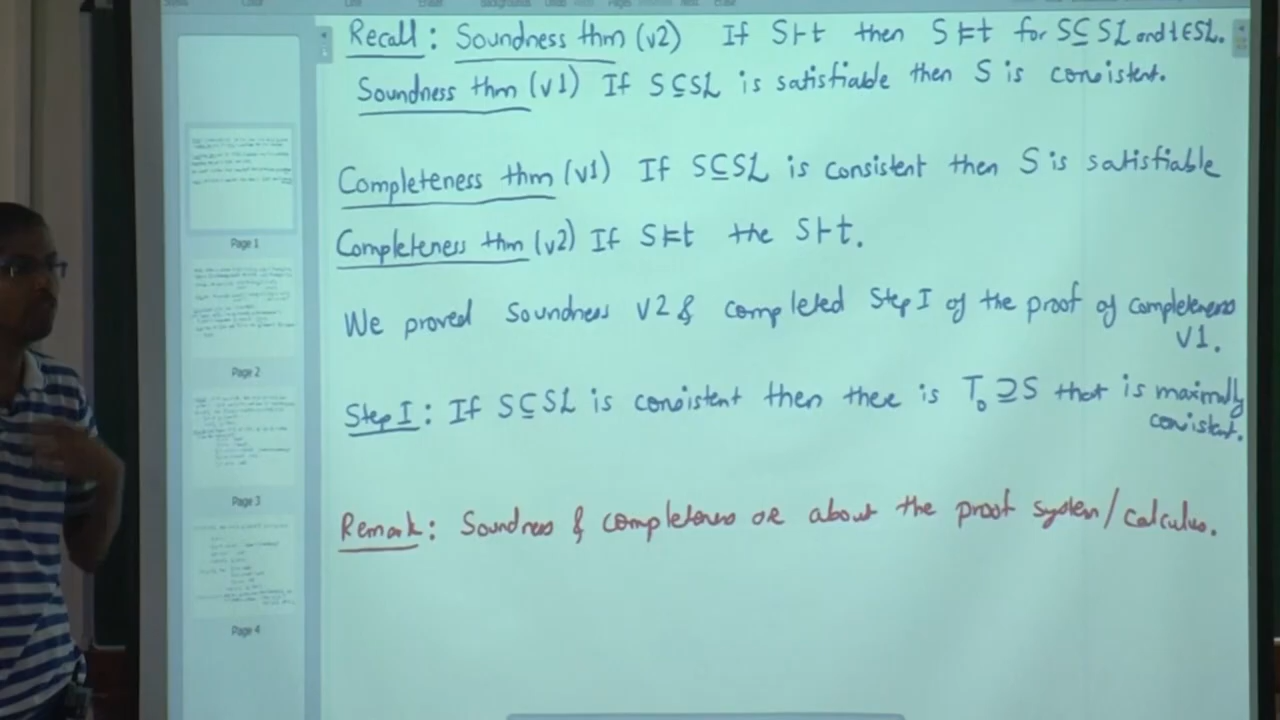 Recall: Soundness thm (v2) If S⊢t then S⊨t for S⊆SL and t∈SL.
Soundness thm (v1) If S⊆SL is satisfiable then S is consistent.
Completeness thm (v1) If S⊆SL is consistent then S is satisfiable
Completeness thm (v2) If S⊨t the S⊢t.
We proved Soundness V2 & completed Step I of the proof of completeness
V1.
Step I: If S⊆SL is consistent then there is T₀⊇S that is maximally
consistent.
Remark: Soundness & completeness are about the proof system/calculus.
Page 1
Page 2
Page 3
Page 4